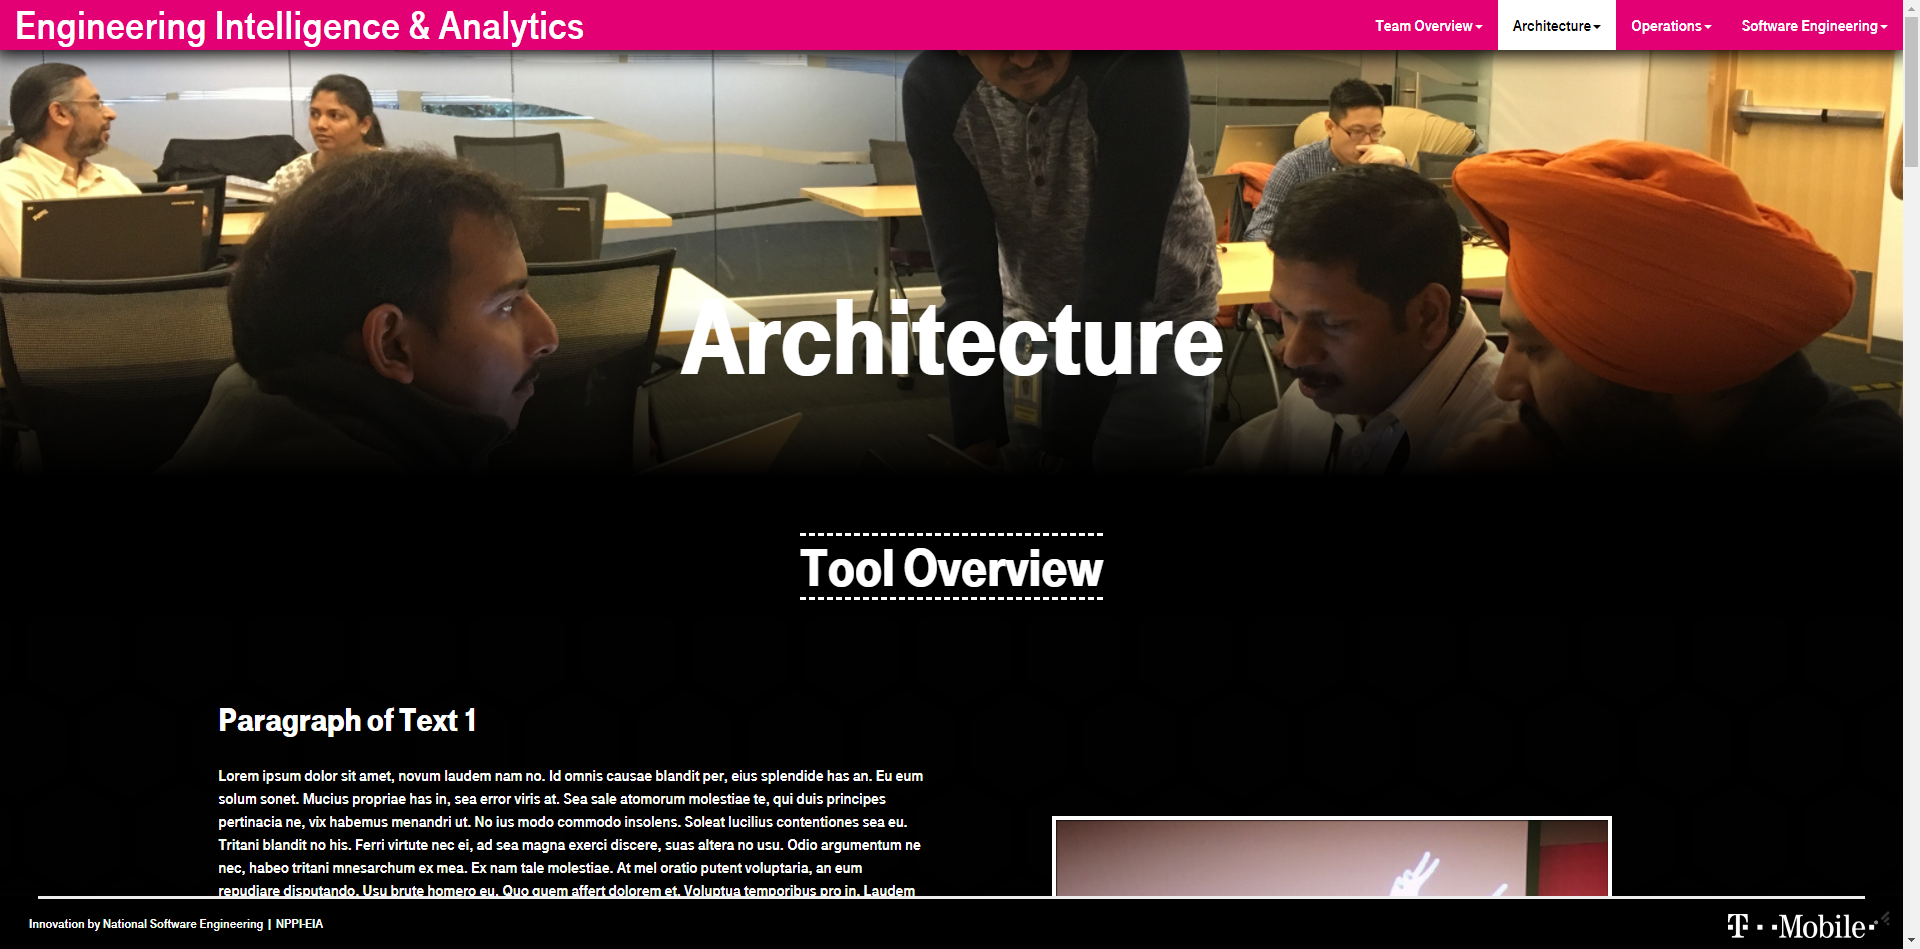 Engineering Intelligence & Analytics
Team Overview
Architecture
Operations
Software Engineering
Architecture
Tool Overview
Paragraph of Text 1
Lorem ipsum dolor sit amet, novum laudem nam no. Id omnis causae blandit per, eius splendide has an. Eu eum
solum sonet. Mucius propriae has in, sea error viris at. Sea sale atomorum molestiae te, qui duis principes
pertinacia ne, vix habemus menandri ut. No ius modo commodo insolens. Soleat lucilius contentiones sea eu.
Tritani blandit no his. Ferri virtute nec ei, ad sea magna exerci discere, suas altera no usu. Odio argumentum ne
nec, habeo tritani mnesarchum ex mea. Ex nam tale molestiae. At mel oratio putent voluptaria, an eum
repudiare disputando. Usu brute homero eu. Quo quem affert dolorem et. Voluptua temporibus pro in. Laudem
Innovation by National Software Engineering | NPPI-EIA
T··Mobile·